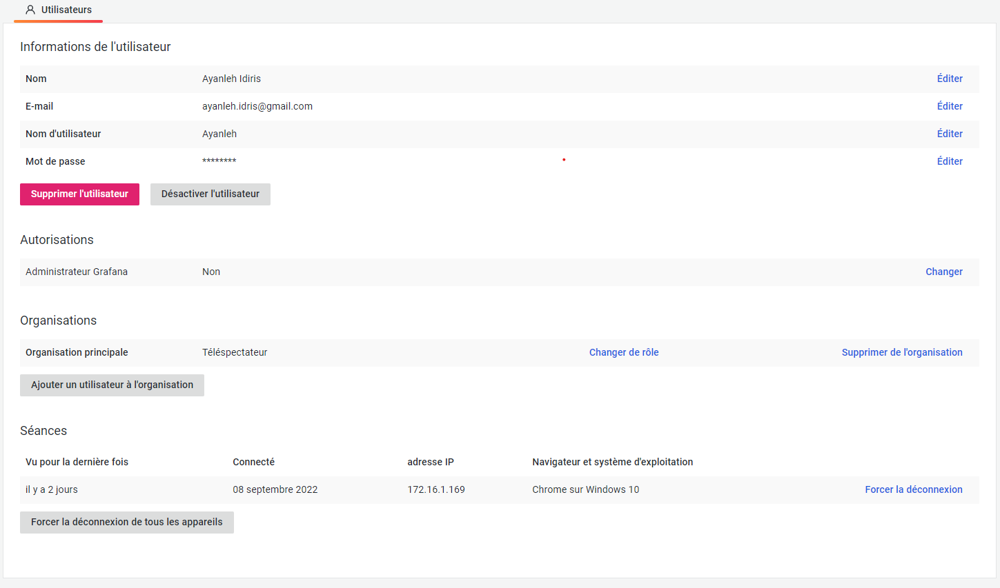 Utilisateurs
Informations de l'utilisateur
Nom Ayanleh Idiris Éditer
E-mail ayanleh.idris@gmail.com Éditer
Nom d'utilisateur Ayanleh Éditer
Mot de passe ******** Éditer
Supprimer l'utilisateur Désactiver l'utilisateur
Autorisations
Administrateur Grafana Non Changer
Organisations
Organisation principale Téléspectateur Changer de rôle Supprimer de l'organisation
Ajouter un utilisateur à l'organisation
Séances
Vu pour la dernière fois Connecté adresse IP Navigateur et système d'exploitation
il y a 2 jours 08 septembre 2022 172.16.1.169 Chrome sur Windows 10 Forcer la déconnexion
Forcer la déconnexion de tous les appareils